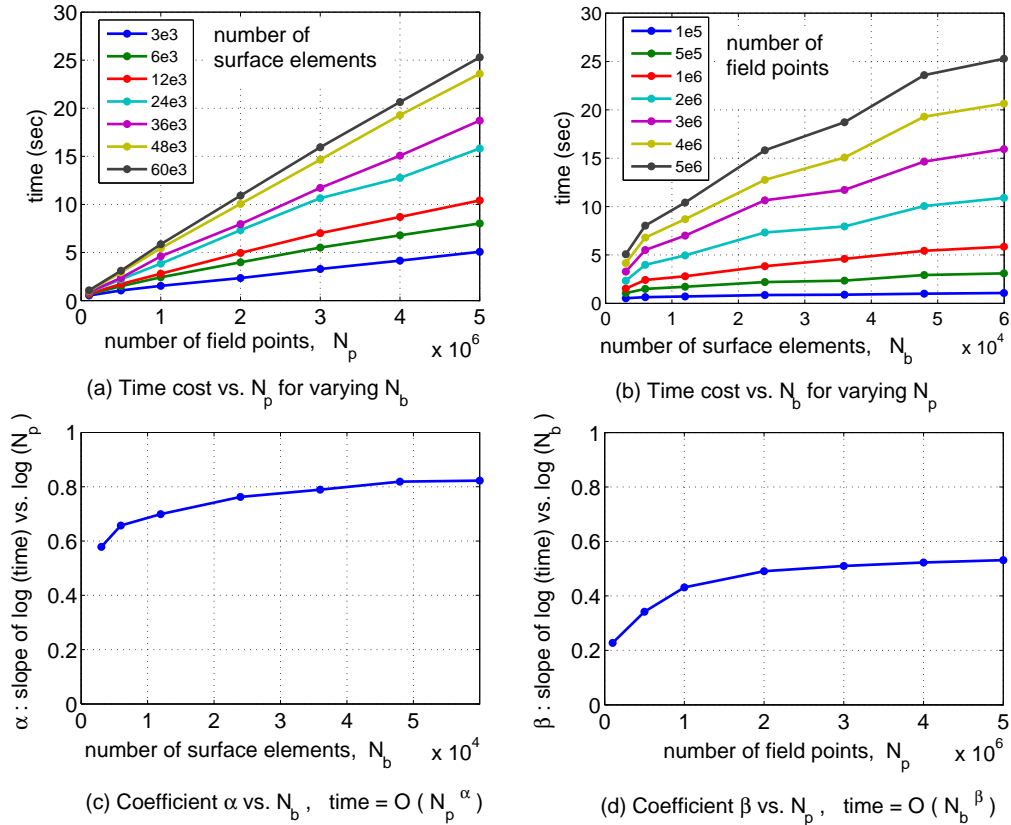 30
25
20
15
10
5
0
time (sec)
3e3
6e3
12e3
24e3
36e3
48e3
60e3
number of
surface elements
0 1 2 3 4 5
number of field points, N_p
x 10^6
(a) Time cost vs. N_p for varying N_b
30
25
20
15
10
5
0
time (sec)
1e5
5e5
1e6
2e6
3e6
4e6
5e6
number of
field points
0 1 2 3 4 5 6
number of surface elements, N_b
x 10^4
(b) Time cost vs. N_b for varying N_p
1
0.8
0.6
0.4
0.2
0
α : slope of log (time) vs. log (N_p )
0 1 2 3 4 5
number of surface elements, N_b
x 10^4
(c) Coefficient α vs. N_b , time = O ( N_p^α )
1
0.8
0.6
0.4
0.2
0
β : slope of log (time) vs. log (N_b )
0 1 2 3 4 5
number of field points, N_p
x 10^6
(d) Coefficient β vs. N_p , time = O ( N_b^β )